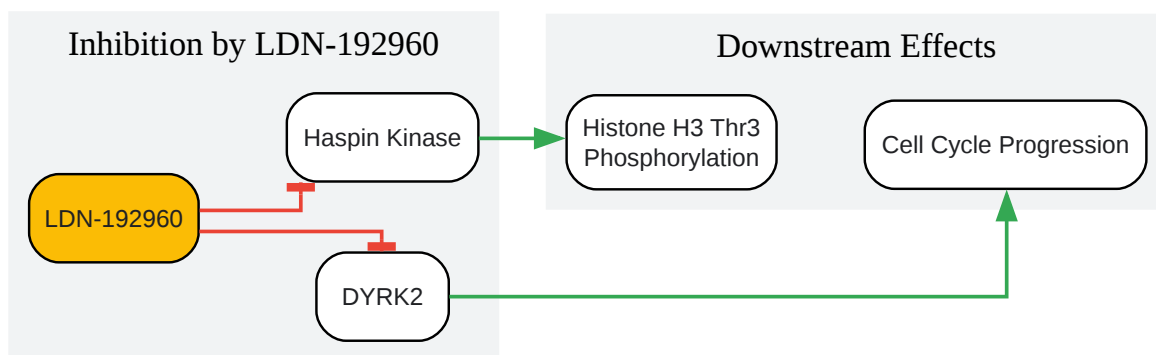 Inhibition by LDN-192960
Downstream Effects
Haspin Kinase
Histone H3 Thr3
Phosphorylation
Cell Cycle Progression
LDN-192960
DYRK2